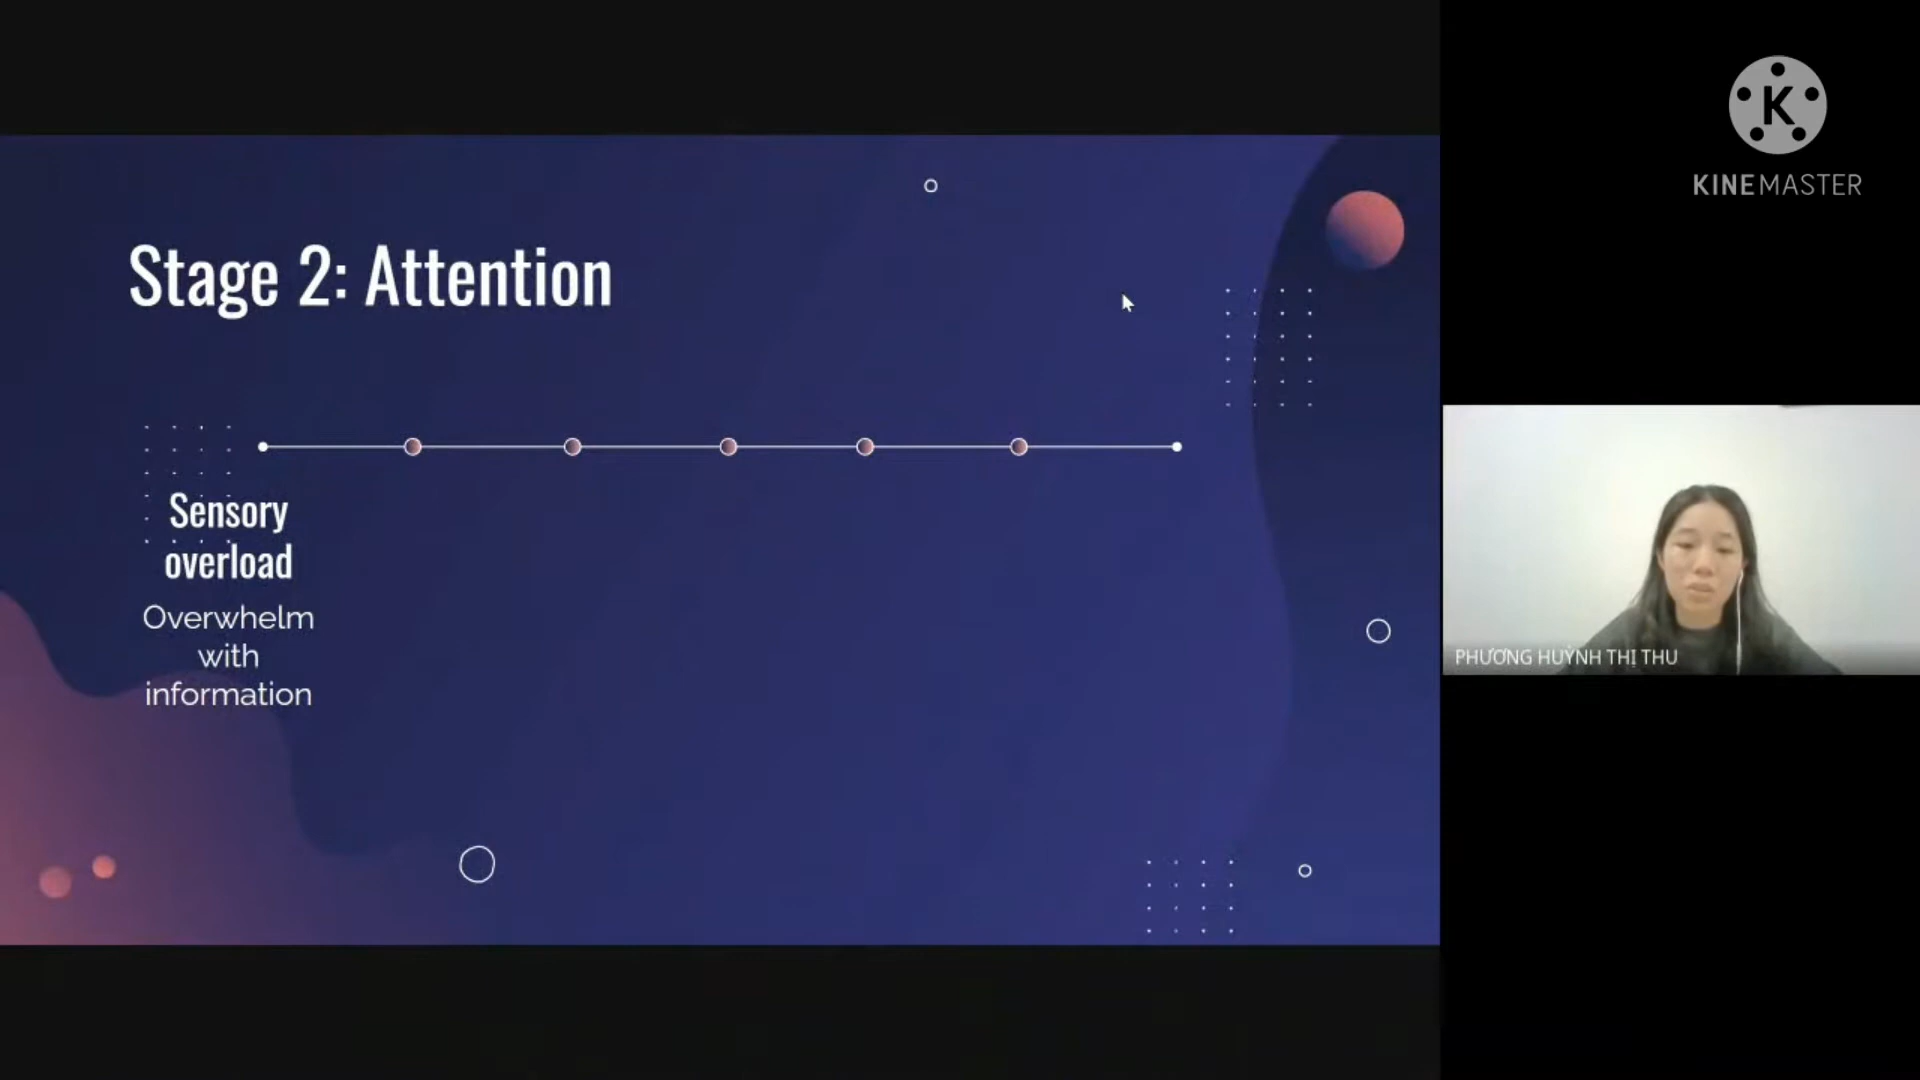 Stage 2: Attention
Sensory
overload
Overwhelm
with
information
K
KINEMASTER
PHƯƠNG HUỲNH THỊ THU